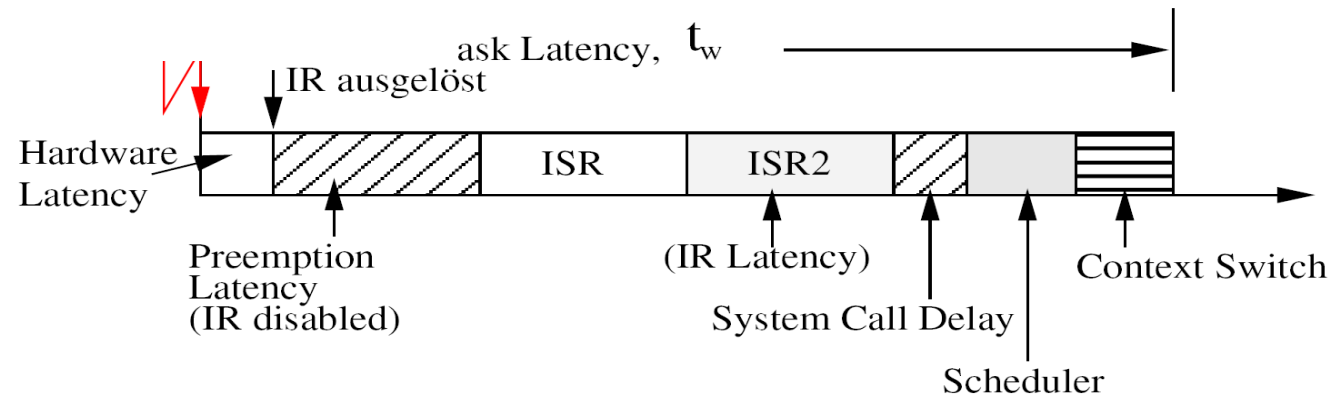 ask Latency, tw
IR ausgelöst
Hardware
Latency
ISR
ISR2
Preemption
Latency
(IR disabled)
(IR Latency)
Context Switch
System Call Delay
Scheduler